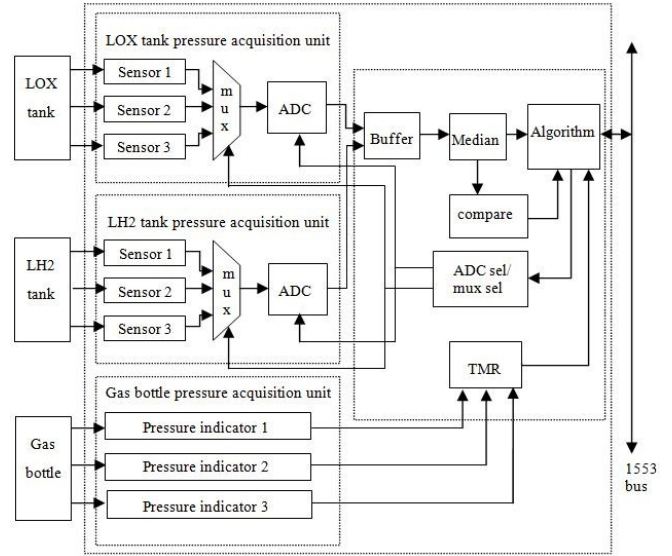 LOX tank pressure acquisition unit
LOX
tank
Sensor 1
Sensor 2
Sensor 3
mux
ADC
Buffer
Median
Algorithm
compare
LH2 tank pressure acquisition unit
LH2
tank
Sensor 1
Sensor 2
Sensor 3
mux
ADC
ADC sel/
mux sel
TMR
Gas bottle pressure acquisition unit
Gas
bottle
Pressure indicator 1
Pressure indicator 2
Pressure indicator 3
1553
bus